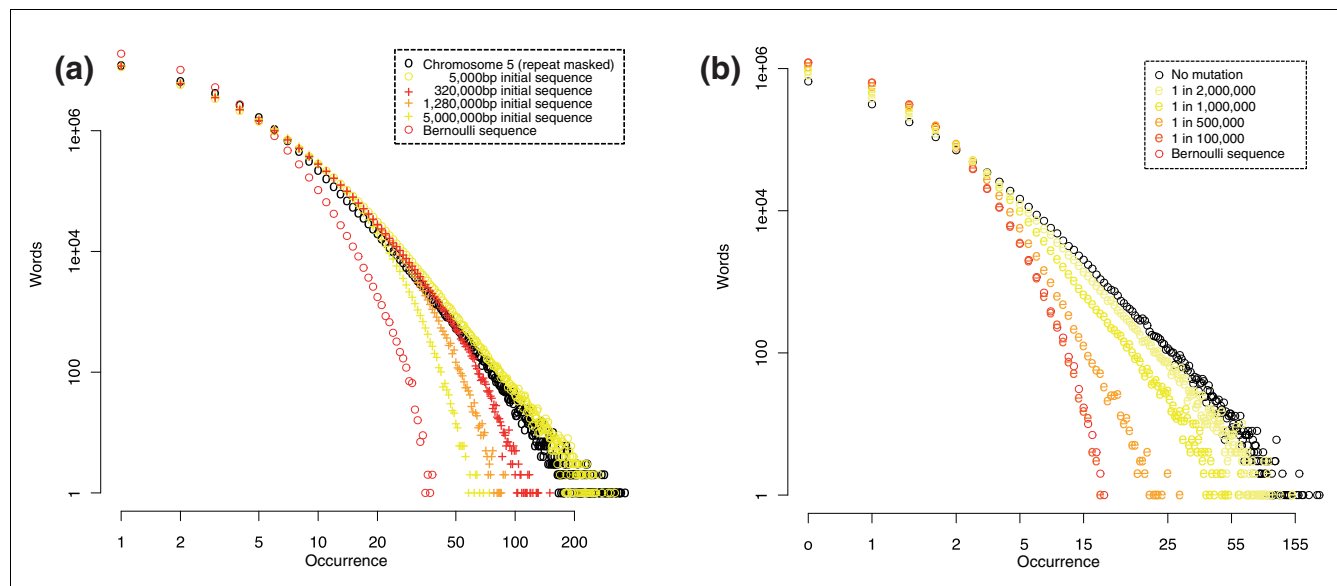 (a)
Chromosome 5 (repeat masked)
5,000bp initial sequence
320,000bp initial sequence
1,280,000bp initial sequence
5,000,000bp initial sequence
Bernoulli sequence
Words
1e+06
1e+04
100
1
1 2 5 10 20 50 100 200
Occurrence
(b)
No mutation
1 in 2,000,000
1 in 1,000,000
1 in 500,000
1 in 100,000
Bernoulli sequence
Words
1e+06
1e+04
100
1
o 1 2 5 15 25 55 155
Occurrence